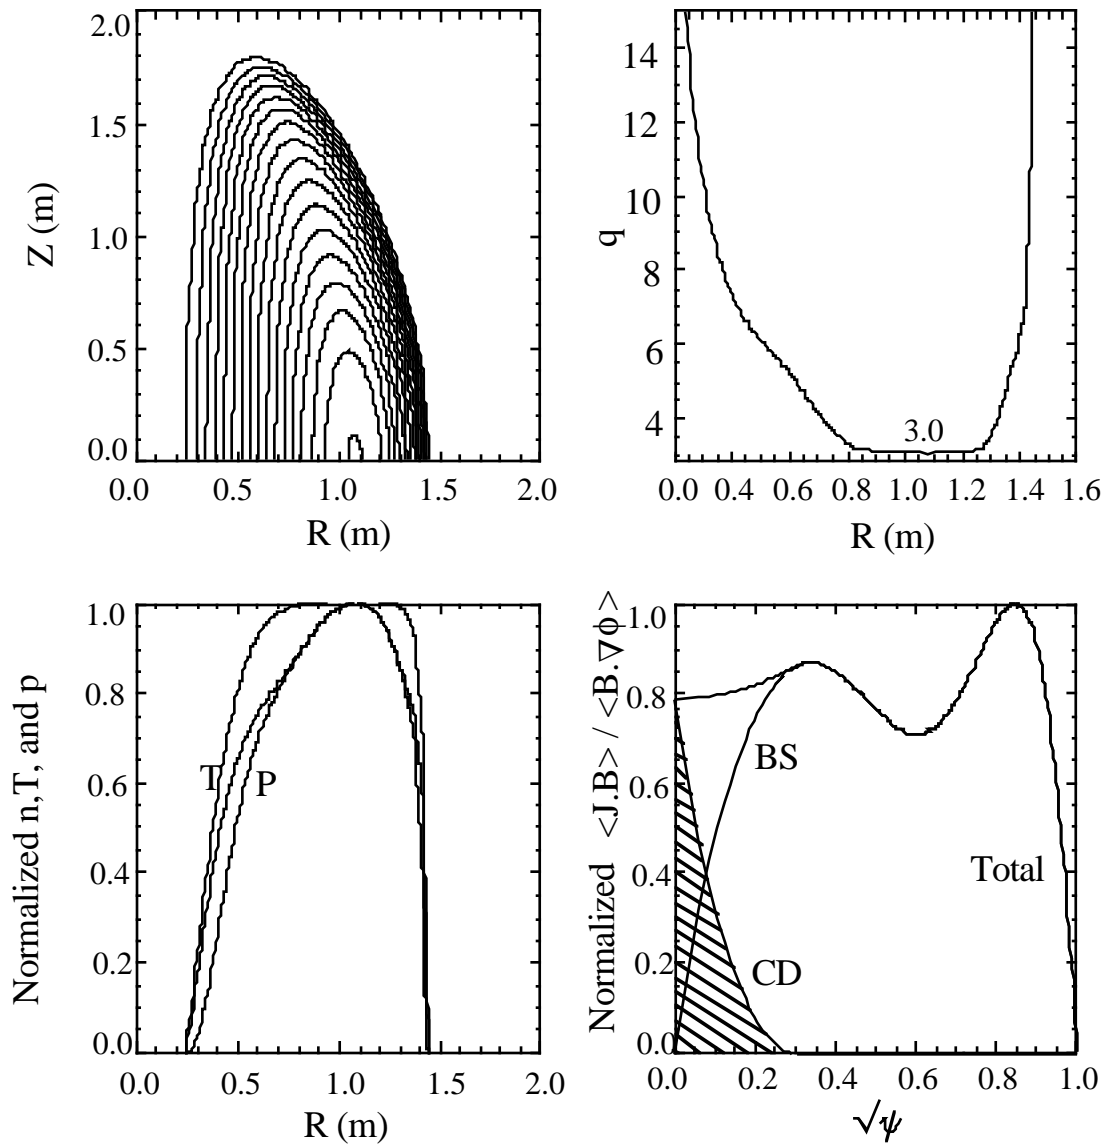 2.0
1.5
1.0
0.5
0.0
Z (m)
0.0 0.5 1.0 1.5 2.0
R (m)
14
12
10
8
6
4
q
3.0
0.0 0.4 0.6 0.8 1.0 1.2 1.4 1.6
R (m)
1.0
0.8
0.6
0.4
0.2
0.0
Normalized n,T, and p
T
P
0.0 0.5 1.0 1.5 2.0
R (m)
1.0
0.8
0.6
0.4
0.2
0.0
Normalized <J.B> / <B.∇ϕ>
BS
Total
CD
0.0 0.2 0.4 0.6 0.8 1.0
√ψ